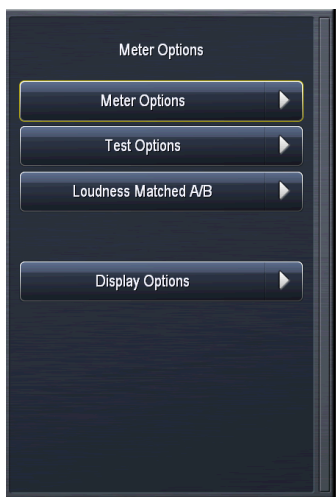 Meter Options
Meter Options
Test Options
Loudness Matched A/B
Display Options